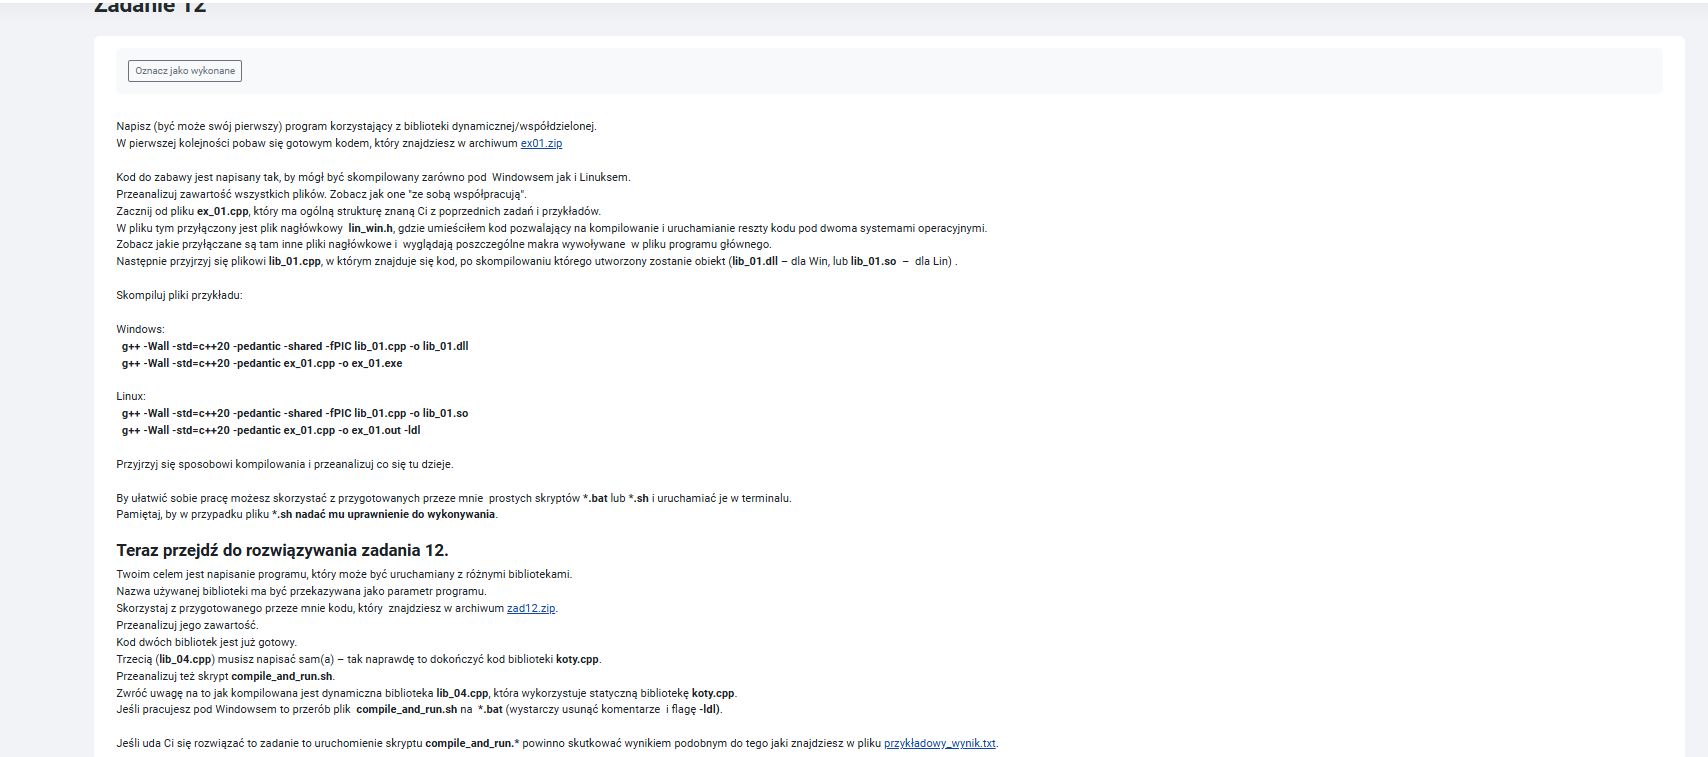 Zadanie 12
Oznacz jako wykonane
Napisz (być może swój pierwszy) program korzystający z biblioteki dynamicznej/współdzielonej.
W pierwszej kolejności pobaw się gotowym kodem, który znajdziesz w archiwum ex01.zip
Kod do zabawy jest napisany tak, by mógł być skompilowany zarówno pod  Windowsem jak i Linuksem.
Przeanalizuj zawartość wszystkich plików. Zobacz jak one "ze sobą współpracują".
Zacznij od pliku ex_01.cpp, który ma ogólną strukturę znaną Ci z poprzednich zadań i przykładów.
W pliku tym przyłączony jest plik nagłówkowy  lin_win.h, gdzie umieściłem kod pozwalający na kompilowanie i uruchamianie reszty kodu pod dwoma systemami operacyjnymi.
Zobacz jakie przyłączane są tam inne pliki nagłówkowe i  wyglądają poszczególne makra wywoływane  w pliku programu głównego.
Następnie przyjrzyj się plikowi lib_01.cpp, w którym znajduje się kod, po skompilowaniu którego utworzony zostanie obiekt (lib_01.dll – dla Win, lub lib_01.so  –  dla Lin) .
Skompiluj pliki przykładu:
Windows:
g++ -Wall -std=c++20 -pedantic -shared -fPIC lib_01.cpp -o lib_01.dll
g++ -Wall -std=c++20 -pedantic ex_01.cpp -o ex_01.exe
Linux:
g++ -Wall -std=c++20 -pedantic -shared -fPIC lib_01.cpp -o lib_01.so
g++ -Wall -std=c++20 -pedantic ex_01.cpp -o ex_01.out -ldl
Przyjrzyj się sposobowi kompilowania i przeanalizuj co się tu dzieje.
By ułatwić sobie pracę możesz skorzystać z przygotowanych przeze mnie  prostych skryptów *.bat lub *.sh i uruchamiać je w terminalu.
Pamiętaj, by w przypadku pliku *.sh nadać mu uprawnienie do wykonywania.
Teraz przejdź do rozwiązywania zadania 12.
Twoim celem jest napisanie programu, który może być uruchamiany z różnymi bibliotekami.
Nazwa używanej biblioteki ma być przekazywana jako parametr programu.
Skorzystaj z przygotowanego przeze mnie kodu, który  znajdziesz w archiwum zad12.zip.
Przeanalizuj jego zawartość.
Kod dwóch bibliotek jest już gotowy.
Trzecią (lib_04.cpp) musisz napisać sam(a) – tak naprawdę to dokończyć kod biblioteki koty.cpp.
Przeanalizuj też skrypt compile_and_run.sh.
Zwróć uwagę na to jak kompilowana jest dynamiczna biblioteka lib_04.cpp, która wykorzystuje statyczną bibliotekę koty.cpp.
Jeśli pracujesz pod Windowsem to przerób plik  compile_and_run.sh na  *.bat (wystarczy usunąć komentarze  i flagę -ldl).
Jeśli uda Ci się rozwiązać to zadanie to uruchomienie skryptu compile_and_run.* powinno skutkować wynikiem podobnym do tego jaki znajdziesz w pliku przykładowy_wynik.txt.